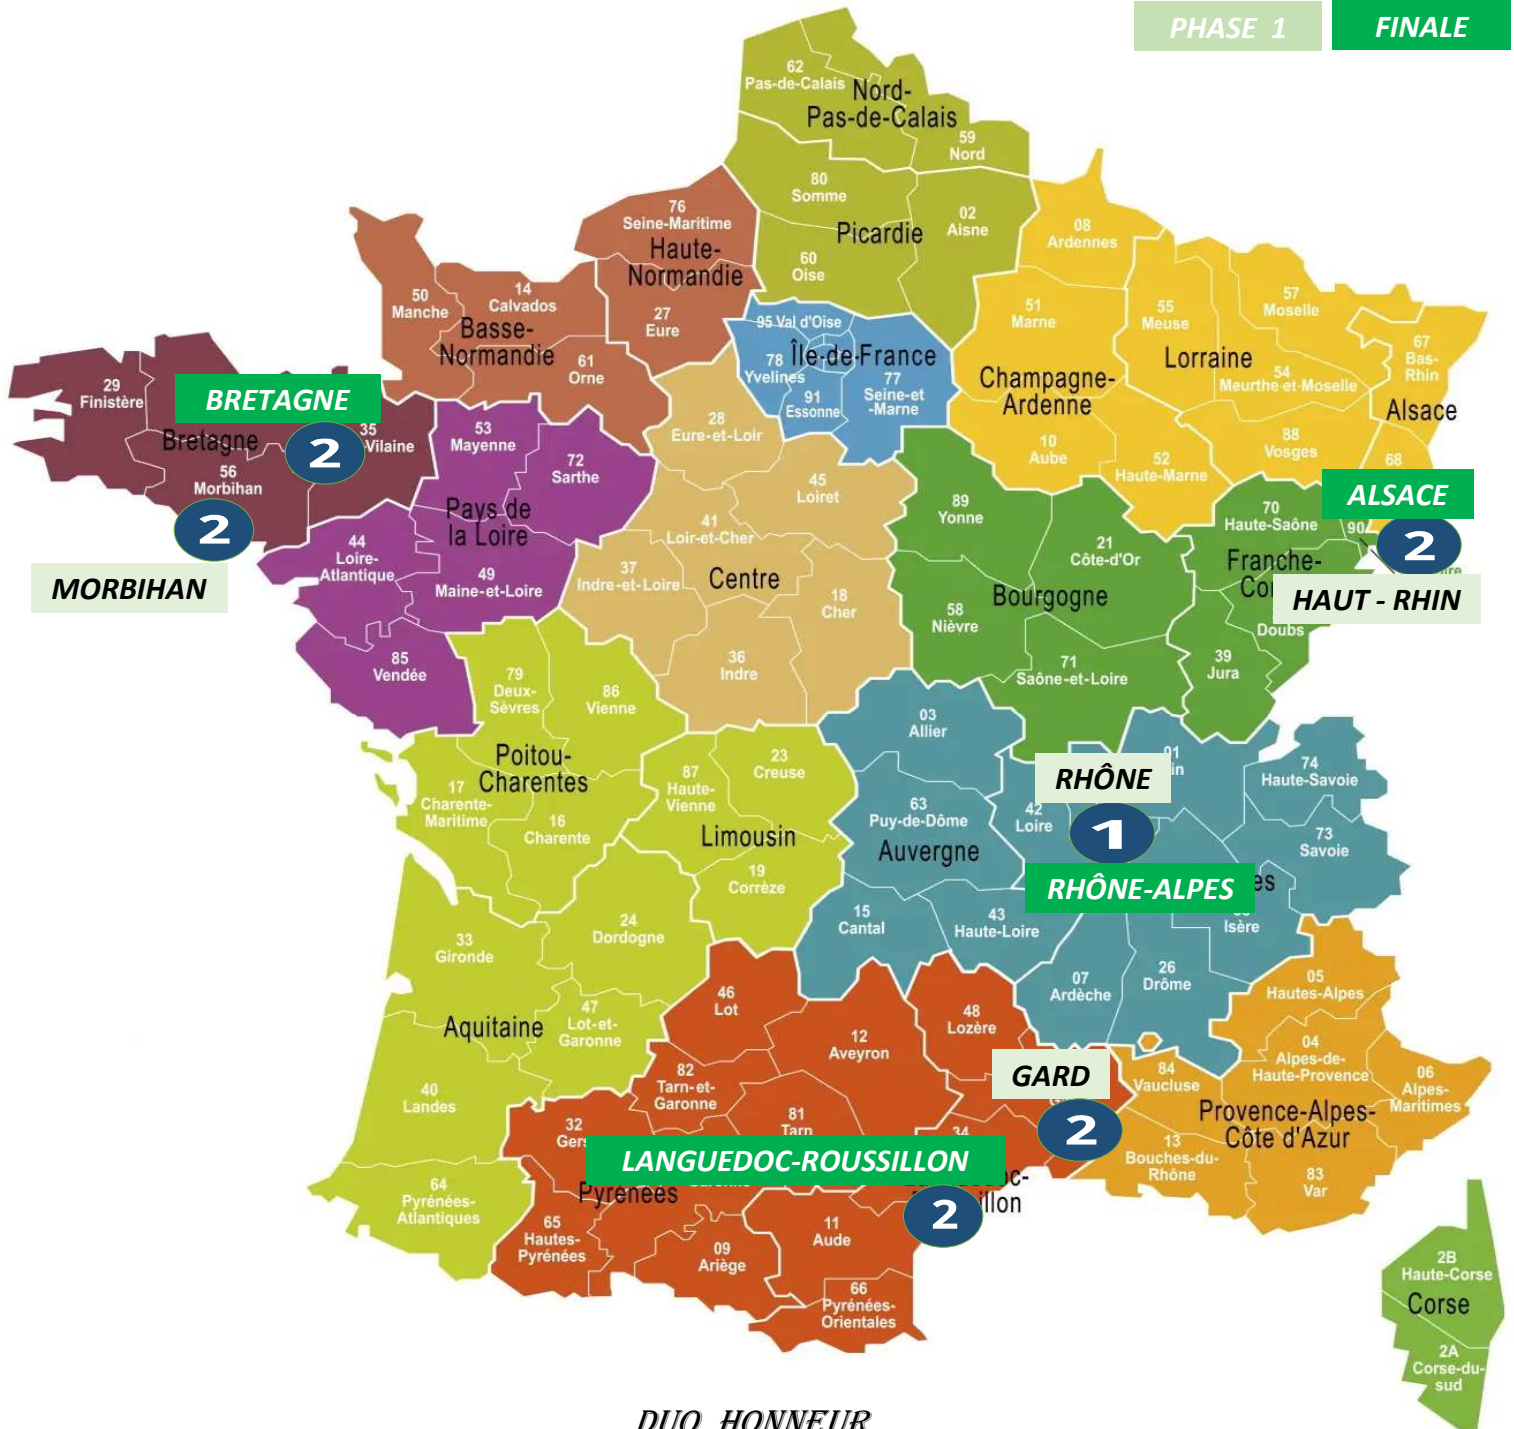 PHASE 1
FINALE
62
Pas-de-Calais
Nord-
Pas-de-Calais
59
Nord
80
Somme
02
Aisne
Picardie
60
Oise
76
Seine-Maritime
Haute-
Normandie
27
Eure
08
Ardennes
50
Manche
14
Calvados
Basse-
Normandie
61
Orne
95 Val d'Oise
Île-de-France
78
Yvelines
91
Essonne
77
Seine-et
-Marne
51
Marne
55
Meuse
57
Moselle
67
Bas-
Rhin
Lorraine
54
Meurthe et-Moselle
Champagne-
Ardenne
Alsace
10
Aube
52
Haute-Marne
88
Vosges
68
29
Finistère
BRETAGNE
Bretagne
35
-Vilaine
2
56
Morbihan
2
MORBIHAN
53
Mayenne
72
Sarthe
Pays de
la Loire
44
Loire-
Atlantique
49
Maine-et-Loire
85
Vendée
28
Eure-et-Loir
45
Loiret
41
Loir-et-Cher
37
Indre-et-Loire
Centre
18
Cher
36
Indre
89
Yonne
21
Côte-d'Or
58
Nièvre
Bourgogne
71
Saône-et-Loire
ALSACE
70
Haute-Saône
90
2
Franche-
HAUT - RHIN
Doubs
39
Jura
79
Deux-
Sèvres
86
Vienne
Poitou-
Charentes
17
Charente-
Maritime
16
Charente
87
Haute-
Vienne
23
Creuse
Limousin
19
Corrèze
03
Allier
63
Puy-de-Dôme
Auvergne
15
Cantal
43
Haute-Loire
RHÔNE
42
Loire
1
RHÔNE-ALPES
es
74
Haute-Savoie
73
Savoie
Isère
07
Ardèche
26
Drôme
33
Gironde
24
Dordogne
47
Lot-et-
Garonne
Aquitaine
40
Landes
64
Pyrénées-
Atlantiques
46
Lot
12
Aveyron
48
Lozère
82
Tarn-et-
Garonne
81
Tarn
32
Gers
GARD
2
34
LANGUEDOC-ROUSSILLON
Pyrénées
illon
2
65
Hautes-
Pyrénées
09
Ariège
11
Aude
66
Pyrénées-
Orientales
05
Hautes-Alpes
04
Alpes-de-
Haute-Provence
06
Alpes-
Maritimes
84
Vaucluse
Provence-Alpes-
Côte d'Azur
13
Bouches-du-
Rhône
83
Var
2B
Haute-Corse
Corse
2A
Corse-du-
sud
DUO HONNEUR